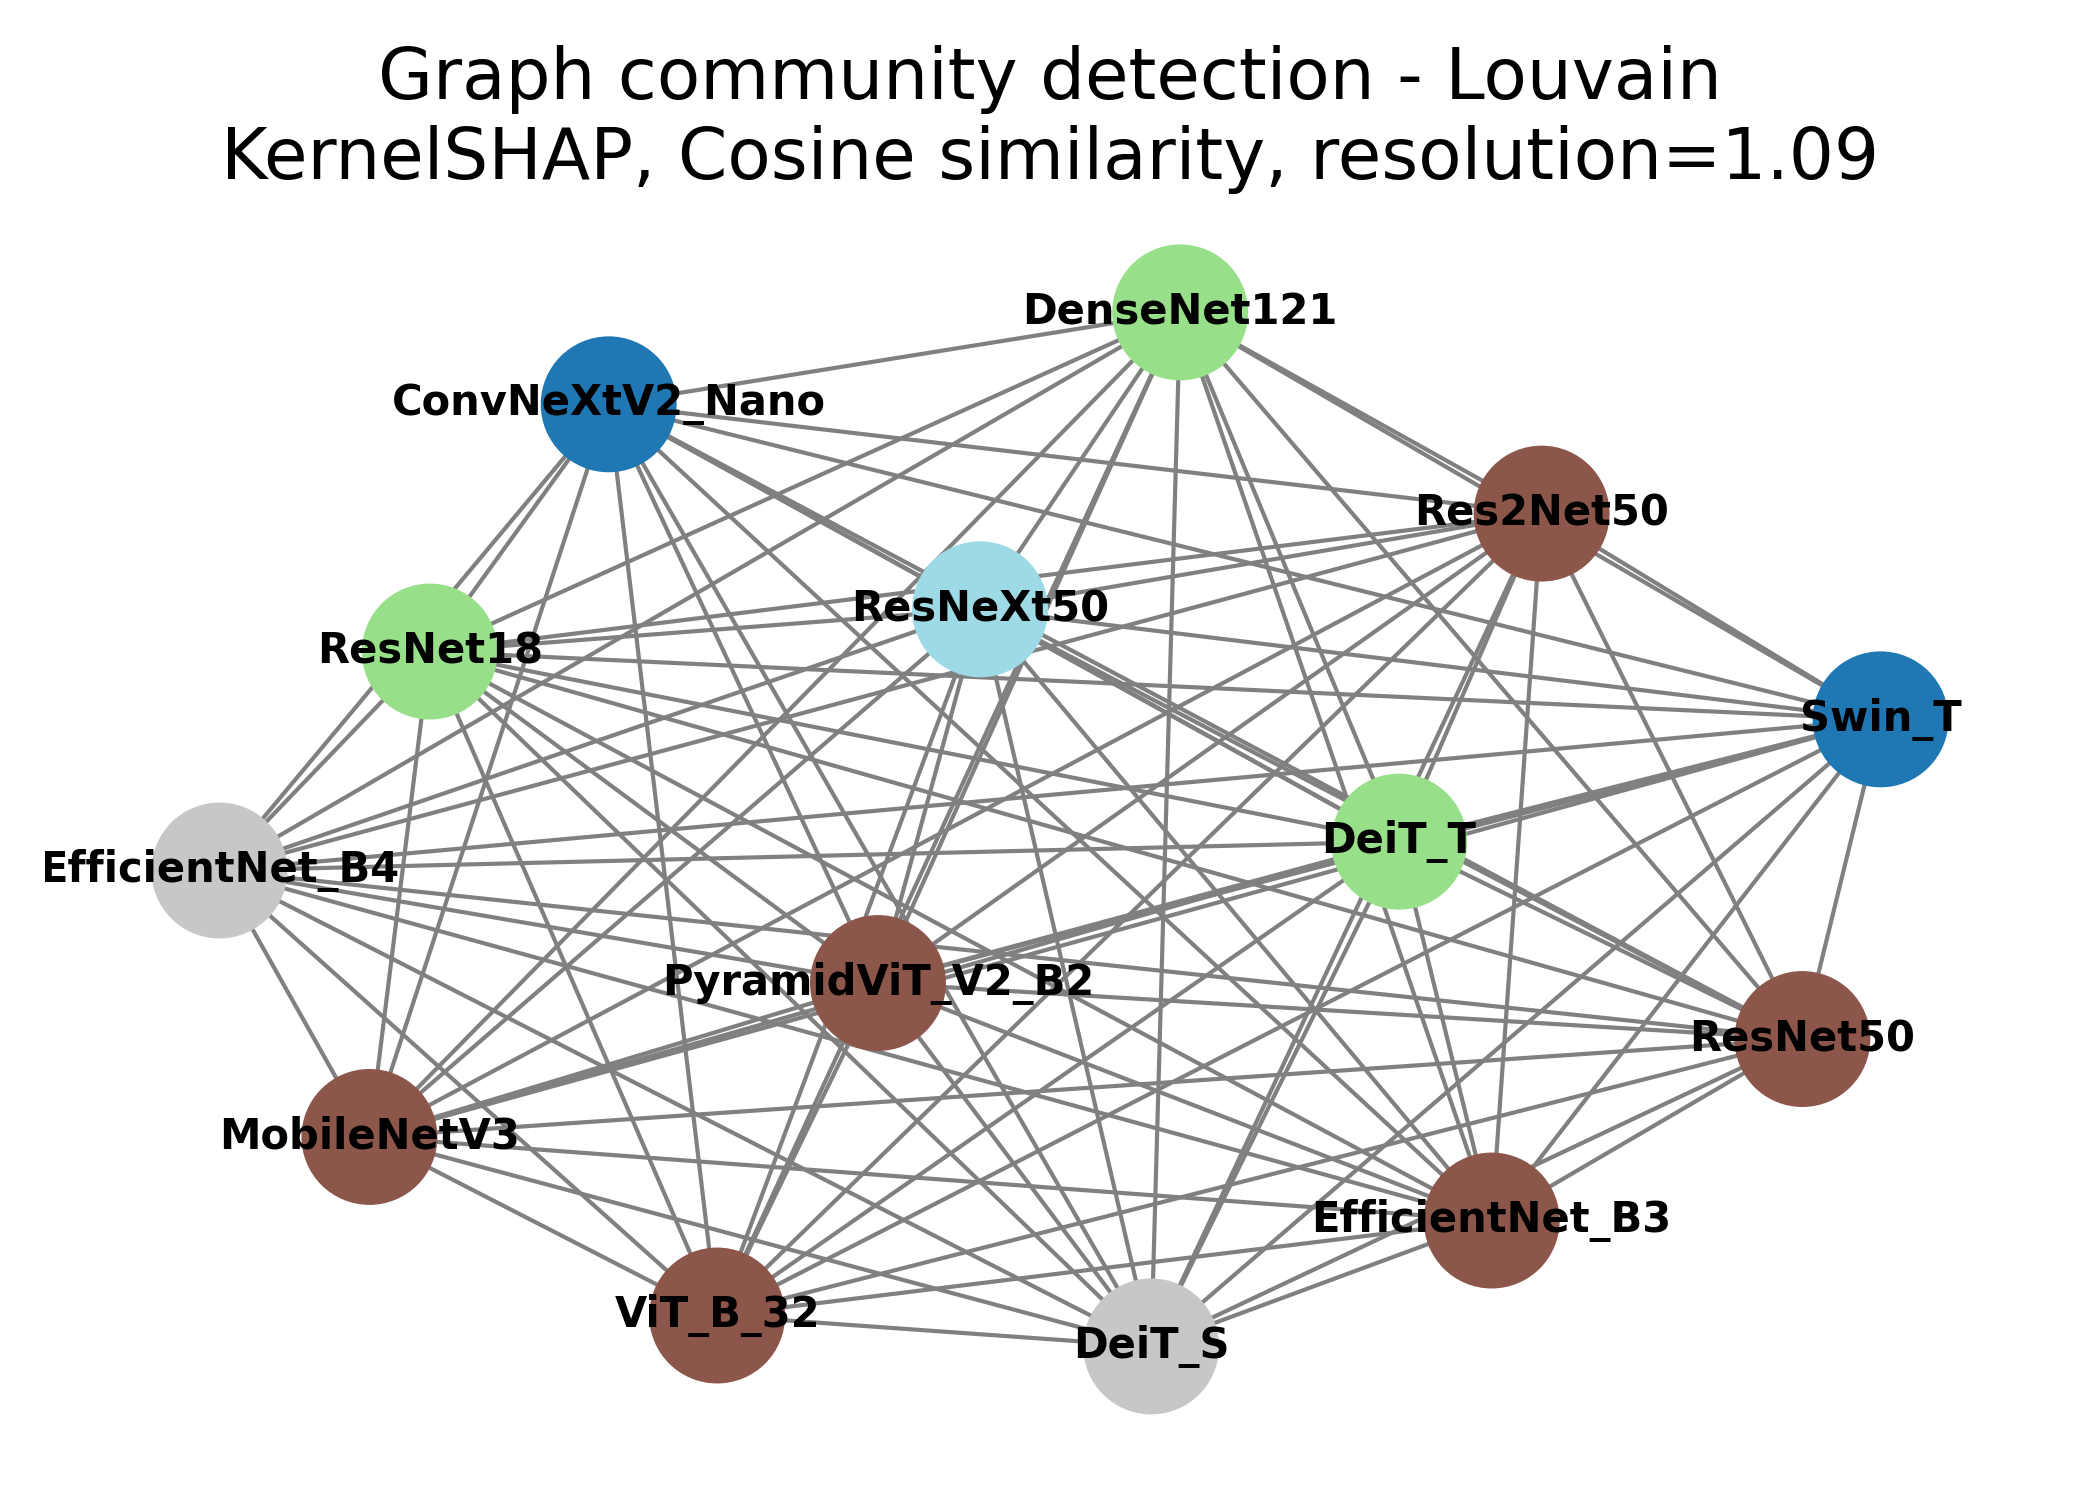 Graph community detection - Louvain
KernelSHAP, Cosine similarity, resolution=1.09
DenseNet121
ConvNeXtV2_Nano
Res2Net50
ResNeXt50
ResNet18
Swin_T
DeiT_T
EfficientNet_B4
PyramidViT_V2_B2
ResNet50
MobileNetV3
EfficientNet_B3
ViT_B_32
DeiT_S